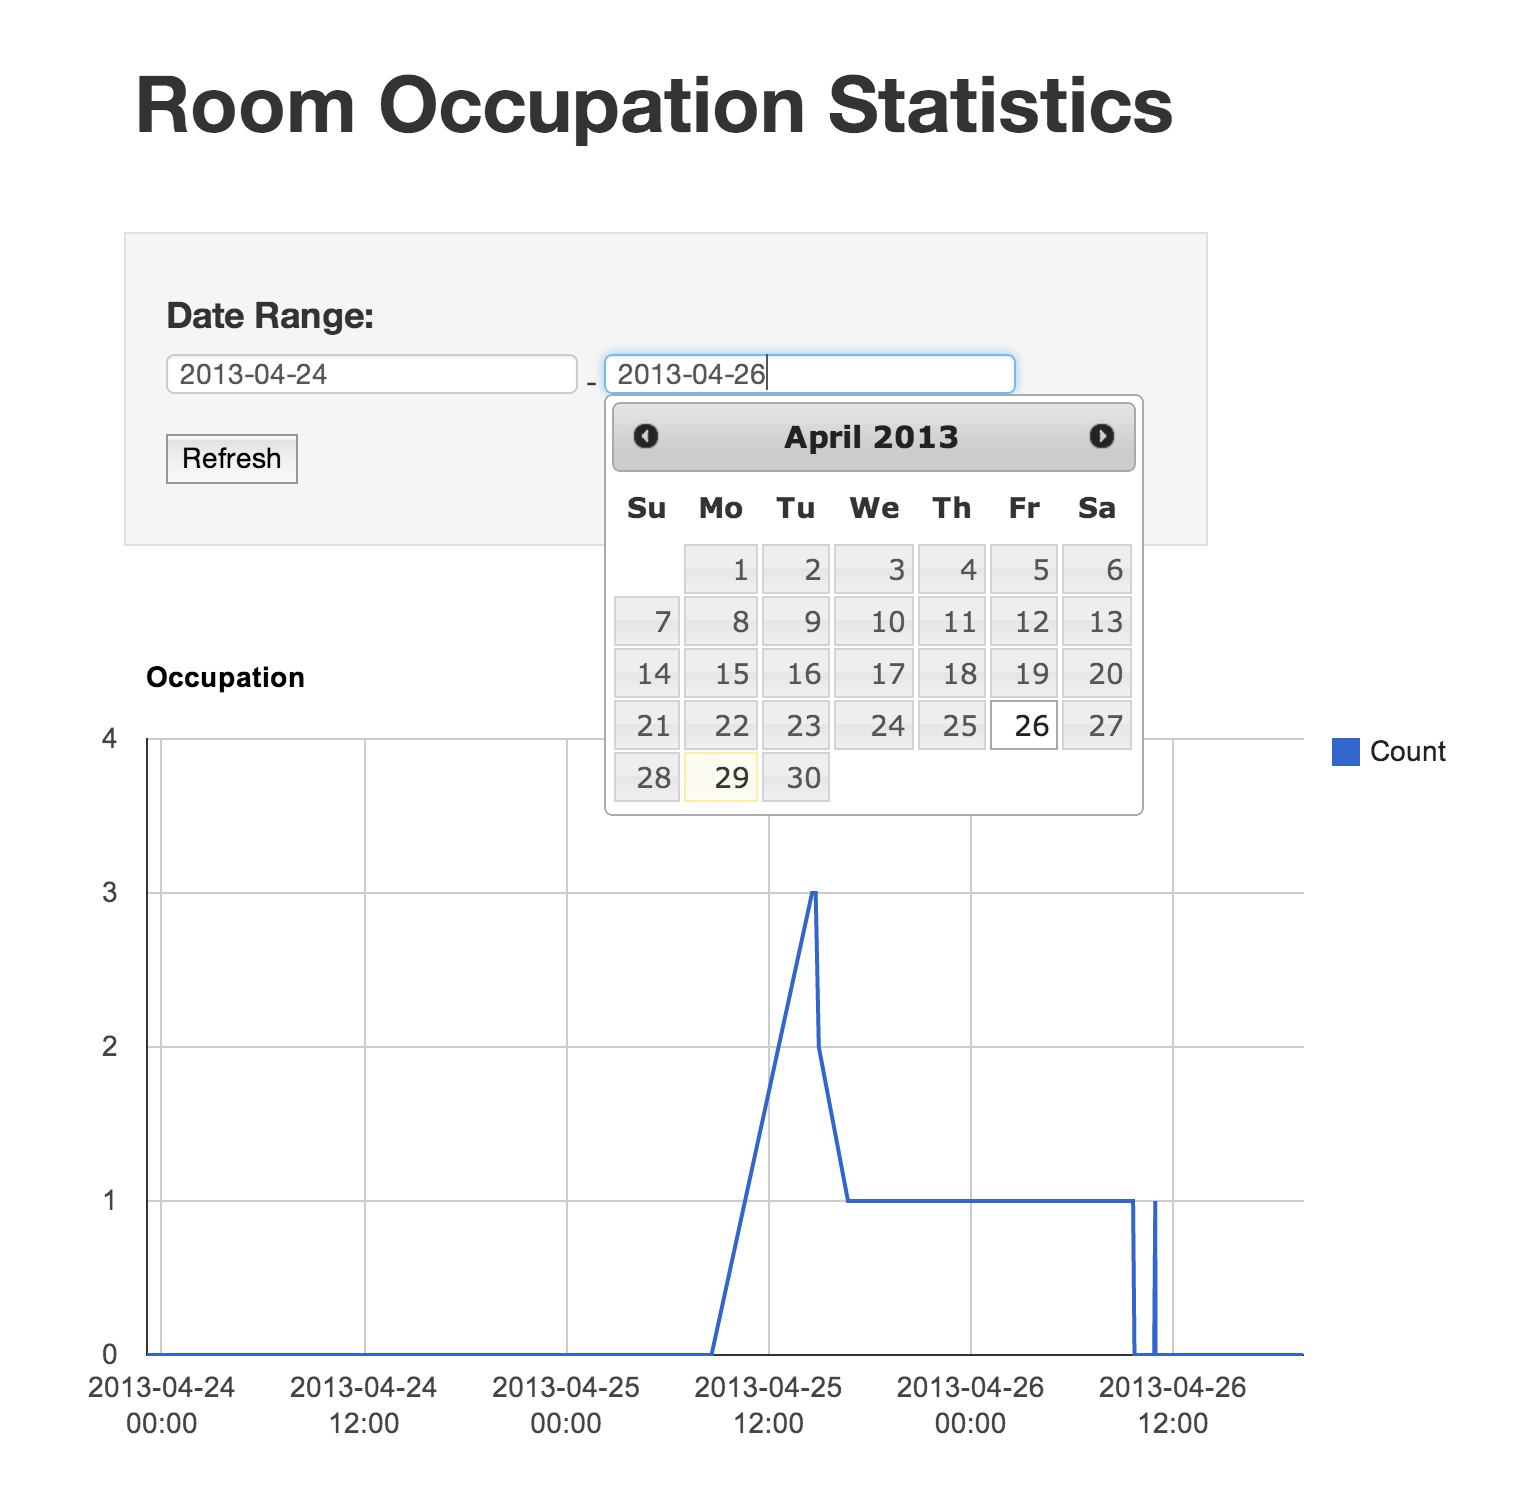 Room Occupation Statistics
Date Range:
2013-04-24 - 2013-04-26
Refresh
April 2013
Su Mo Tu We Th Fr Sa
1 2 3 4 5 6
7 8 9 10 11 12 13
14 15 16 17 18 19 20
21 22 23 24 25 26 27
28 29 30
Occupation
Count
4
3
2
1
0
2013-04-24 2013-04-24 2013-04-25 2013-04-25 2013-04-26 2013-04-26
00:00 12:00 00:00 12:00 00:00 12:00